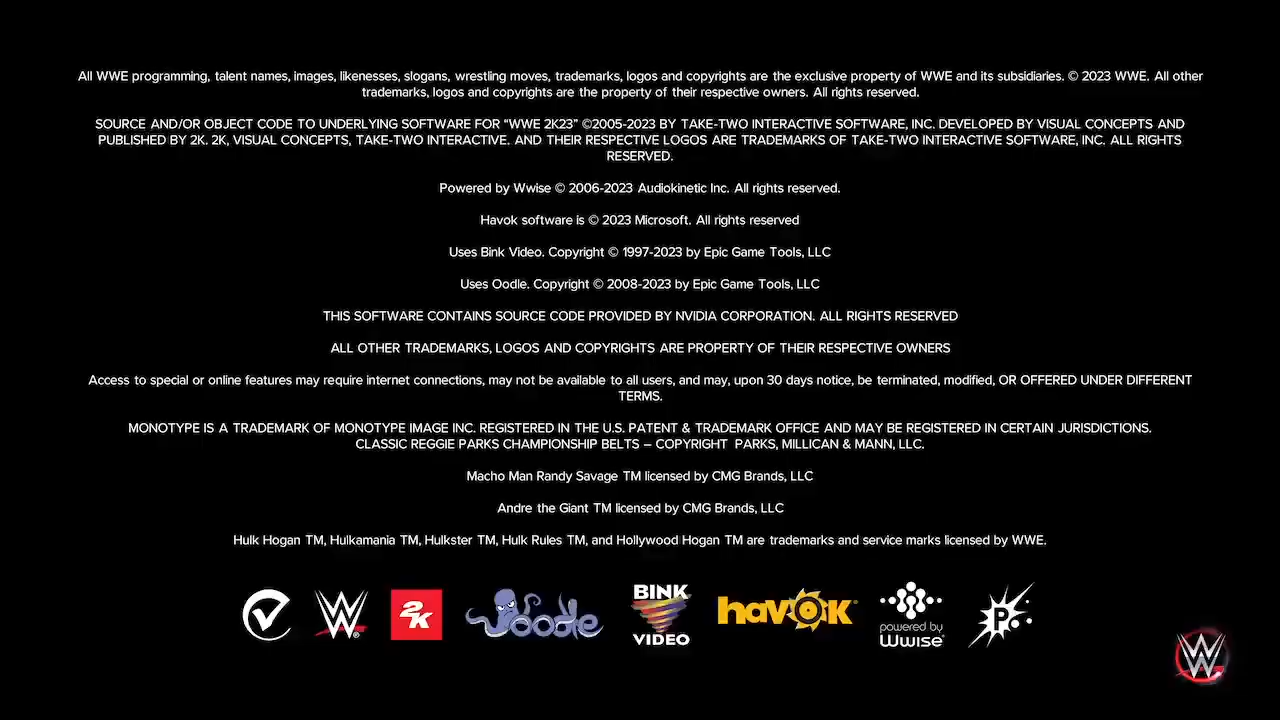 All WWE programming, talent names, images, likenesses, slogans, wrestling moves, trademarks, logos and copyrights are the exclusive property of WWE and its subsidiaries. © 2023 WWE. All other
trademarks, logos and copyrights are the property of their respective owners. All rights reserved.
SOURCE AND/OR OBJECT CODE TO UNDERLYING SOFTWARE FOR “WWE 2K23” ©2005-2023 BY TAKE-TWO INTERACTIVE SOFTWARE, INC. DEVELOPED BY VISUAL CONCEPTS AND
PUBLISHED BY 2K. 2K, VISUAL CONCEPTS, TAKE-TWO INTERACTIVE. AND THEIR RESPECTIVE LOGOS ARE TRADEMARKS OF TAKE-TWO INTERACTIVE SOFTWARE, INC. ALL RIGHTS
RESERVED.
Powered by Wwise © 2006-2023 Audiokinetic Inc. All rights reserved.
Havok software is © 2023 Microsoft. All rights reserved
Uses Bink Video. Copyright © 1997-2023 by Epic Game Tools, LLC
Uses Oodle. Copyright © 2008-2023 by Epic Game Tools, LLC
THIS SOFTWARE CONTAINS SOURCE CODE PROVIDED BY NVIDIA CORPORATION. ALL RIGHTS RESERVED
ALL OTHER TRADEMARKS, LOGOS AND COPYRIGHTS ARE PROPERTY OF THEIR RESPECTIVE OWNERS
Access to special or online features may require internet connections, may not be available to all users, and may, upon 30 days notice, be terminated, modified, OR OFFERED UNDER DIFFERENT
TERMS.
MONOTYPE IS A TRADEMARK OF MONOTYPE IMAGE INC. REGISTERED IN THE U.S. PATENT & TRADEMARK OFFICE AND MAY BE REGISTERED IN CERTAIN JURISDICTIONS.
CLASSIC REGGIE PARKS CHAMPIONSHIP BELTS – COPYRIGHT PARKS, MILLICAN & MANN, LLC.
Macho Man Randy Savage TM licensed by CMG Brands, LLC
Andre the Giant TM licensed by CMG Brands, LLC
Hulk Hogan TM, Hulkamania TM, Hulkster TM, Hulk Rules TM, and Hollywood Hogan TM are trademarks and service marks licensed by WWE.
W ® 2K Oodle BINK VIDEO havok ® powered by Wwise P
W